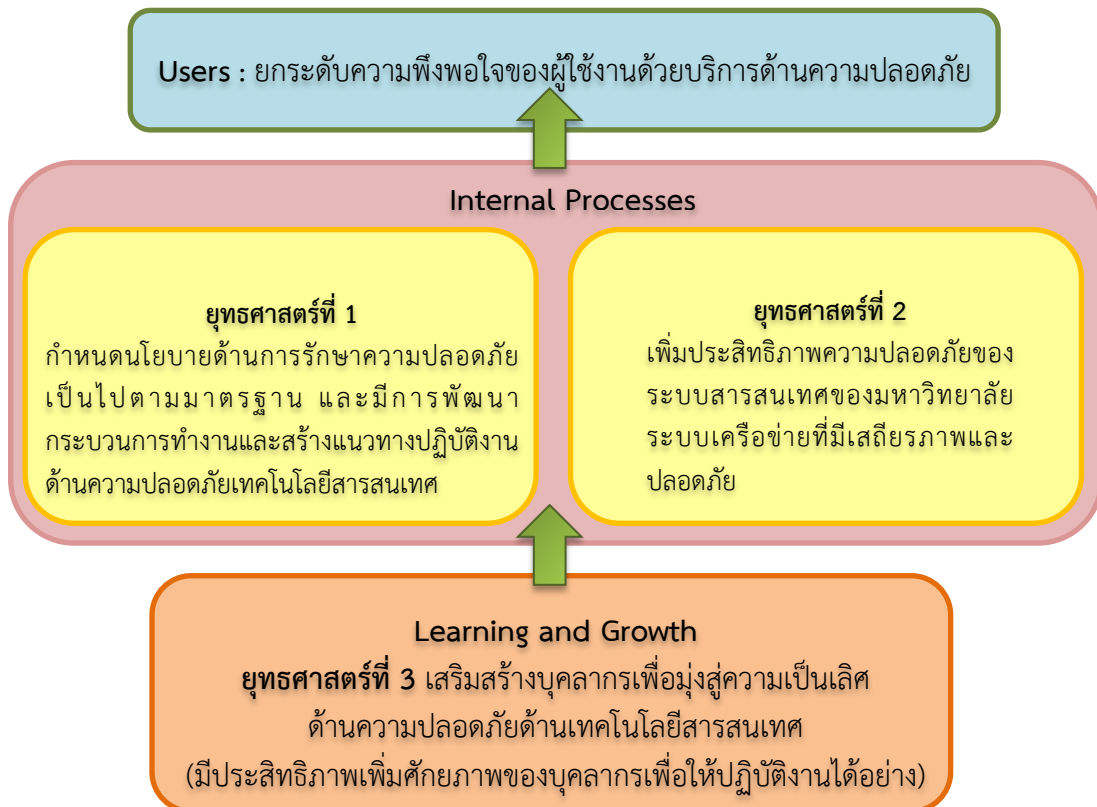 Users : ยกระดับความพึงพอใจของผู้ใช้งานด้วยบริการด้านความปลอดภัย
Internal Processes
ยุทธศาสตร์ที่ 1
กำหนดนโยบายด้านการรักษาความปลอดภัย
เป็นไปตามมาตรฐาน และมีการพัฒนา
กระบวนการทำงานและสร้างแนวทางปฏิบัติงาน
ด้านความปลอดภัยเทคโนโลยีสารสนเทศ
ยุทธศาสตร์ที่ 2
เพิ่มประสิทธิภาพความปลอดภัยของ
ระบบสารสนเทศของมหาวิทยาลัย
ระบบเครือข่ายที่มีเสถียรภาพและ
ปลอดภัย
Learning and Growth
ยุทธศาสตร์ที่ 3 เสริมสร้างบุคลากรเพื่อมุ่งสู่ความเป็นเลิศ
ด้านความปลอดภัยด้านเทคโนโลยีสารสนเทศ
(มีประสิทธิภาพเพิ่มศักยภาพของบุคลากรเพื่อให้ปฏิบัติงานได้อย่าง)